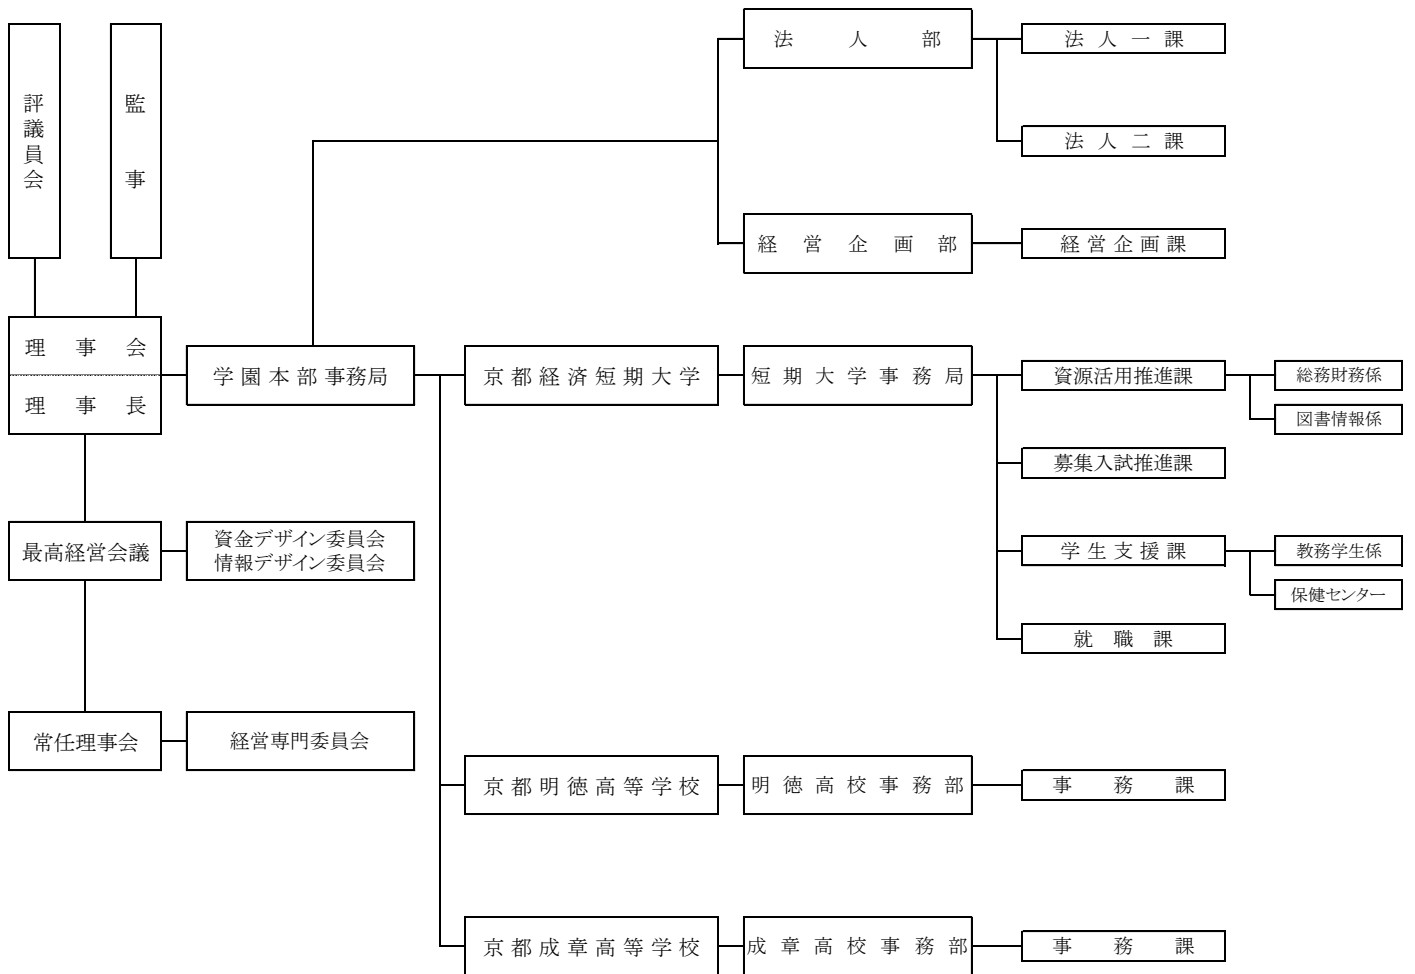 評議員会
監事
理事会
理事長
最高経営会議
資金デザイン委員会
情報デザイン委員会
常任理事会
経営専門委員会
学園本部事務局
法人部
法人一課
法人二課
経営企画部
経営企画課
京都経済短期大学
短期大学事務局
資源活用推進課
総務財務係
図書情報係
募集入試推進課
学生支援課
教務学生係
保健センター
就職課
京都明徳高等学校
明徳高校事務部
事務課
京都成章高等学校
成章高校事務部
事務課